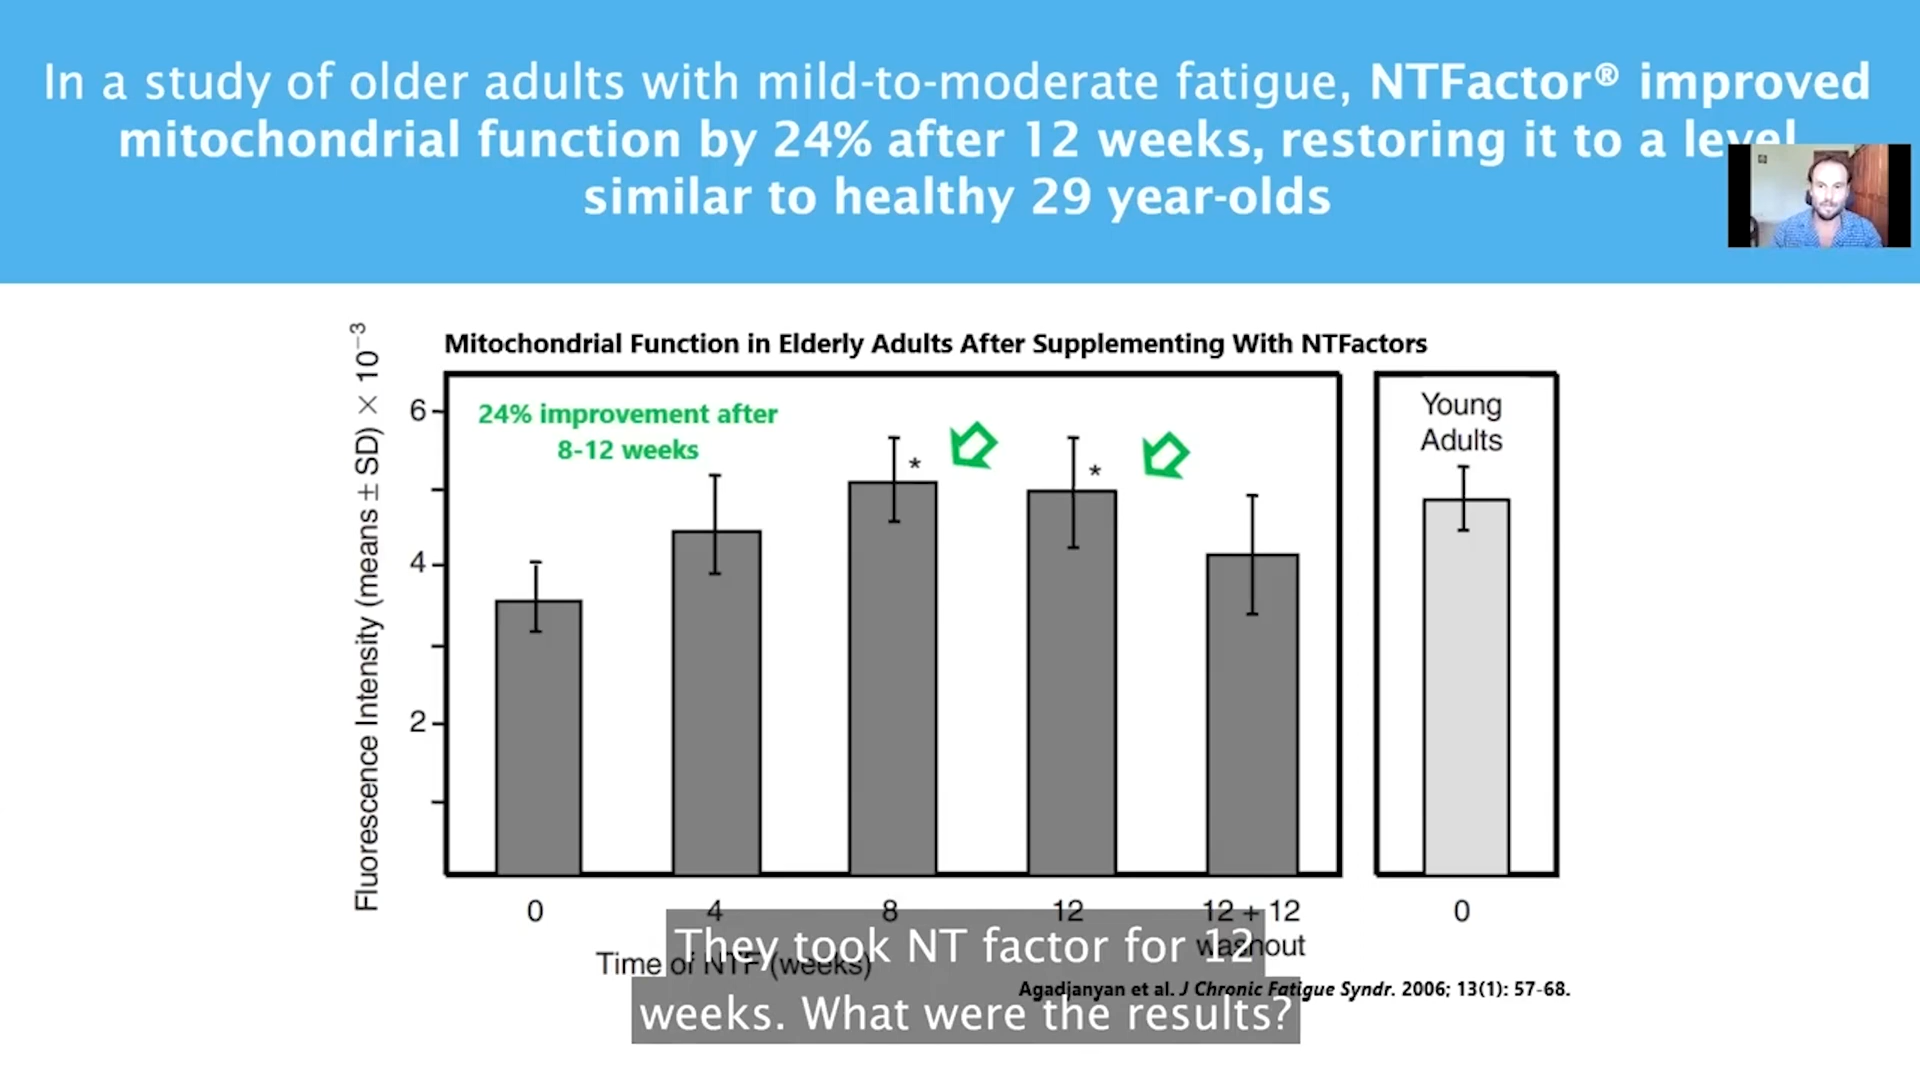 In a study of older adults with mild-to-moderate fatigue, NTFactor® improved
mitochondrial function by 24% after 12 weeks, restoring it to a level
similar to healthy 29 year-olds
Mitochondrial Function in Elderly Adults After Supplementing With NTFactors
Fluorescence Intensity (means ± SD) × 10⁻³
6
4
2
24% improvement after
8-12 weeks
*
*
Young
Adults
0
4
8
12
12 + 12
washout
0
Time of NTF (weeks)
Agadjanyan et al. J Chronic Fatigue Syndr. 2006; 13(1): 57-68.
They took NT factor for 12
weeks. What were the results?